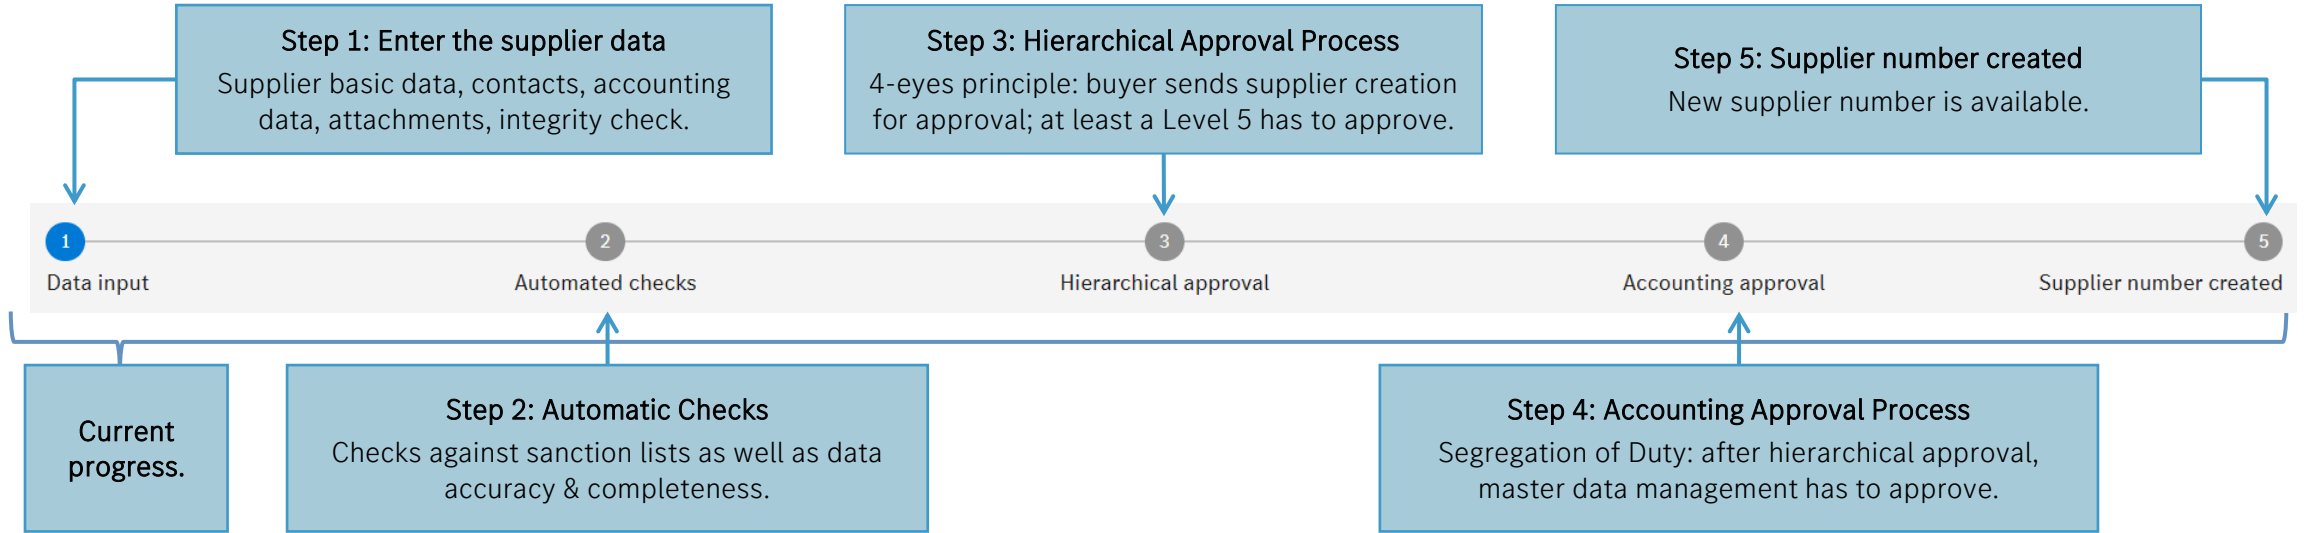 Step 1: Enter the supplier data
Supplier basic data, contacts, accounting
data, attachments, integrity check.
Step 3: Hierarchical Approval Process
4-eyes principle: buyer sends supplier creation
for approval; at least a Level 5 has to approve.
Step 5: Supplier number created
New supplier number is available.
1
2
3
4
5
Data input
Automated checks
Hierarchical approval
Accounting approval
Supplier number created
Current
progress.
Step 2: Automatic Checks
Checks against sanction lists as well as data
accuracy & completeness.
Step 4: Accounting Approval Process
Segregation of Duty: after hierarchical approval,
master data management has to approve.